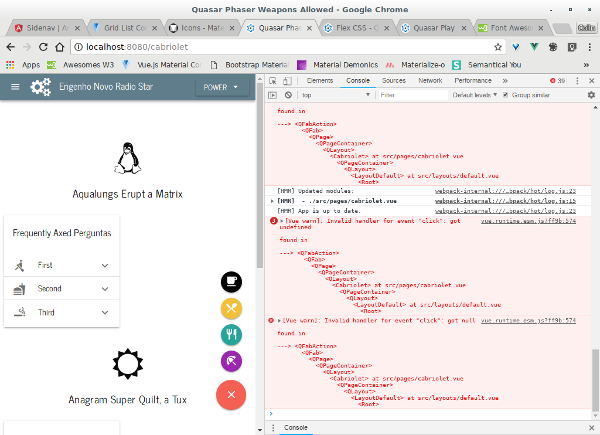 Quasar Phaser Weapons Allowed - Google Chrome
Sidenav | A
Grid List Co
Icons - Mate
Quasar Pha
Flex CSS - C
Quasar Play
Font Aweso
localhost:8080/cabriolet
Apps
Awesomes W3
Vue.js Material Co
Bootstrap Material
Material Demonics
Materialize-o
Semantical You
»
Engenho Novo Radio Star
POWER
Aqualungs Erupt a Matrix
Frequently Axed Perguntas
First
Second
Third
Anagram Super Quilt, a Tux
Elements
Console
Sources
Network
Performance
»
39
top
Filter
Default levels
Group similar
found in
---> <QFabAction>
<QFab>
<QPage>
<QPageContainer>
<QLayout>
<Cabriolet> at src/pages/cabriolet.vue
<QPageContainer>
<QLayout>
<LayoutDefault> at src/layouts/default.vue
<Root>
[HMR] Updated modules:
webpack-internal:///…bpack/hot/log.js:23
[HMR]  - ./src/pages/cabriolet.vue
webpack-internal:///…bpack/hot/log.js:15
[HMR] App is up to date.
webpack-internal:///…bpack/hot/log.js:23
[Vue warn]: Invalid handler for event "click": got undefined
vue.runtime.esm.js?ff9b:574
found in
---> <QFabAction>
<QFab>
<QPage>
<QPageContainer>
<QLayout>
<Cabriolet> at src/pages/cabriolet.vue
<QPageContainer>
<QLayout>
<LayoutDefault> at src/layouts/default.vue
<Root>
[Vue warn]: Invalid handler for event "click": got null
vue.runtime.esm.js?ff9b:574
found in
---> <QFabAction>
<QFab>
<QPage>
<QPageContainer>
<QLayout>
<Cabriolet> at src/pages/cabriolet.vue
<QPageContainer>
<QLayout>
<LayoutDefault> at src/layouts/default.vue
<Root>
Console